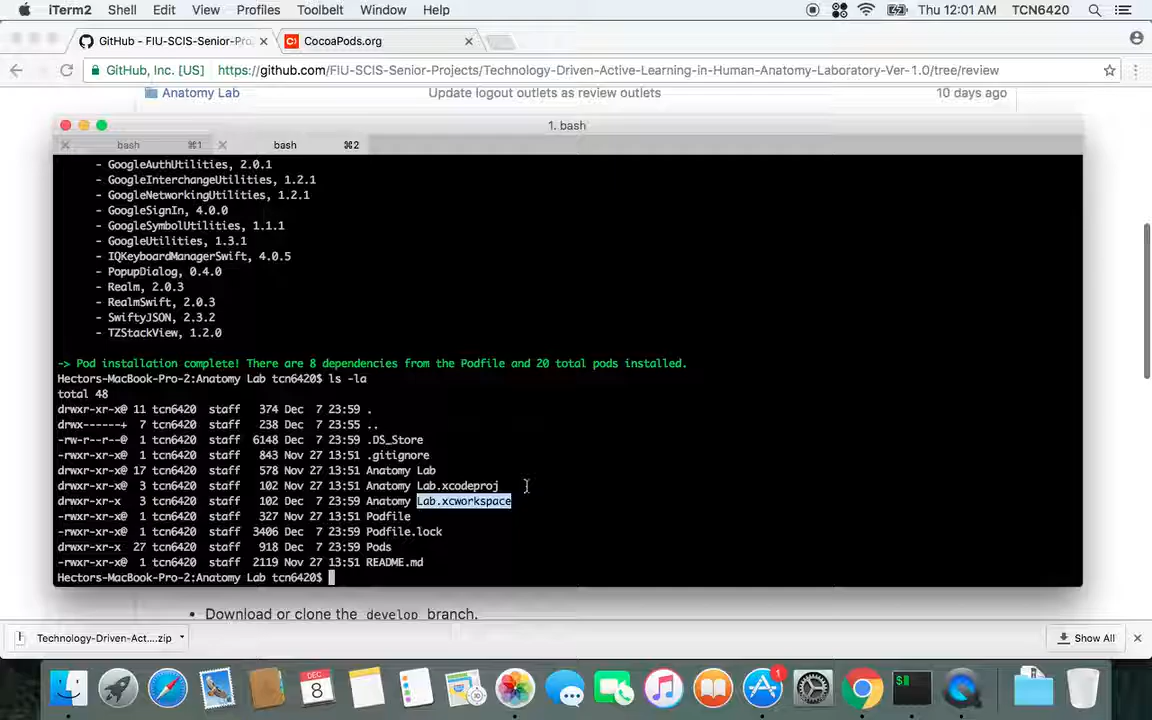 iTerm2 Shell Edit View Profiles Toolbelt Window Help Thu 12:01 AM TCN6420
GitHub - FIU-SCIS-Senior-Pro CocoaPods.org
GitHub, Inc. [US] https://github.com/FIU-SCIS-Senior-Projects/Technology-Driven-Active-Learning-in-Human-Anatomy-Laboratory-Ver-1.0/tree/review
Anatomy Lab Update logout outlets as review outlets 10 days ago
1. bash
bash ⌘1 bash ⌘2
- GoogleAuthUtilities, 2.0.1
- GoogleInterchangeUtilities, 1.2.1
- GoogleNetworkingUtilities, 1.2.1
- GoogleSignIn, 4.0.0
- GoogleSymbolUtilities, 1.1.1
- GoogleUtilities, 1.3.1
- IQKeyboardManagerSwift, 4.0.5
- PopupDialog, 0.4.0
- Realm, 2.0.3
- RealmSwift, 2.0.3
- SwiftyJSON, 2.3.2
- TZStackView, 1.2.0
-> Pod installation complete! There are 8 dependencies from the Podfile and 20 total pods installed.
Hectors-MacBook-Pro-2:Anatomy Lab tcn6420$ ls -la
total 48
drwxr-xr-x@ 11 tcn6420 staff 374 Dec 7 23:59 .
drwx------+ 7 tcn6420 staff 238 Dec 7 23:55 ..
-rw-r--r--@ 1 tcn6420 staff 6148 Dec 7 23:59 .DS_Store
-rwxr-xr-x@ 1 tcn6420 staff 843 Nov 27 13:51 .gitignore
drwxr-xr-x@ 17 tcn6420 staff 578 Nov 27 13:51 Anatomy Lab
drwxr-xr-x@ 3 tcn6420 staff 102 Nov 27 13:51 Anatomy Lab.xcodeproj
drwxr-xr-x 3 tcn6420 staff 102 Dec 7 23:59 Anatomy Lab.xcworkspace
-rwxr-xr-x@ 1 tcn6420 staff 327 Nov 27 13:51 Podfile
-rwxr-xr-x@ 1 tcn6420 staff 3406 Dec 7 23:59 Podfile.lock
drwxr-xr-x 27 tcn6420 staff 918 Dec 7 23:59 Pods
-rwxr-xr-x@ 1 tcn6420 staff 2119 Nov 27 13:51 README.md
Hectors-MacBook-Pro-2:Anatomy Lab tcn6420$
• Download or clone the develop branch.
Technology-Driven-Act....zip Show All
DEC
8
1
$